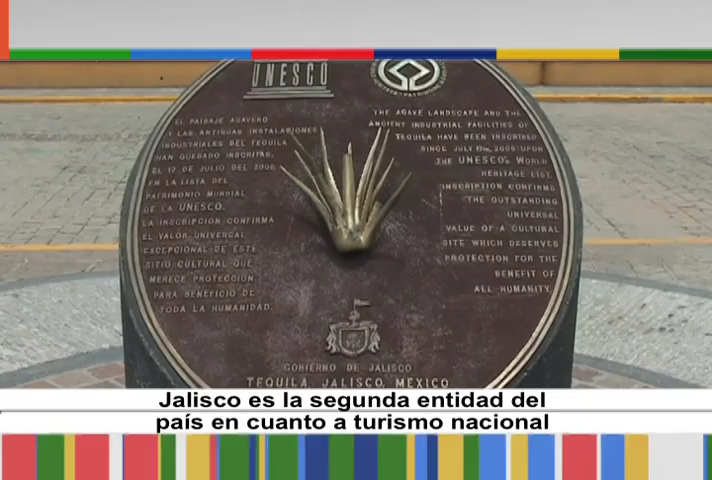 UNESCO
EL PAISAJE AGAVERO
Y LAS ANTIGUAS INSTALACIONES
INDUSTRIALES DEL TEQUILA
HAN QUEDADO INSCRITAS,
EL 12 DE JULIO DEL 2006
EN LA LISTA DEL
PATRIMONIO MUNDIAL
DE LA UNESCO.
LA INSCRIPCION CONFIRMA
EL VALOR UNIVERSAL
EXCEPCIONAL DE ESTE
SITIO CULTURAL QUE
MERECE PROTECCIÓN
PARA BENEFICIO DE
TODA LA HUMANIDAD.
THE AGAVE LANDSCAPE AND THE
ANCIENT INDUSTRIAL FACILITIES OF
TEQUILA HAVE BEEN INSCRIBED
SINCE JULY 2006 UPON
THE UNESCO'S WORLD
HERITAGE LIST.
INSCRIPTION CONFIRMS
THE OUTSTANDING
UNIVERSAL
VALUE OF A CULTURAL
SITE WHICH DESERVES
PROTECTION FOR THE
BENEFIT OF
ALL HUMANITY.
GOBIERNO DE JALISCO
TEQUILA, JALISCO, MEXICO
Jalisco es la segunda entidad del
país en cuanto a turismo nacional